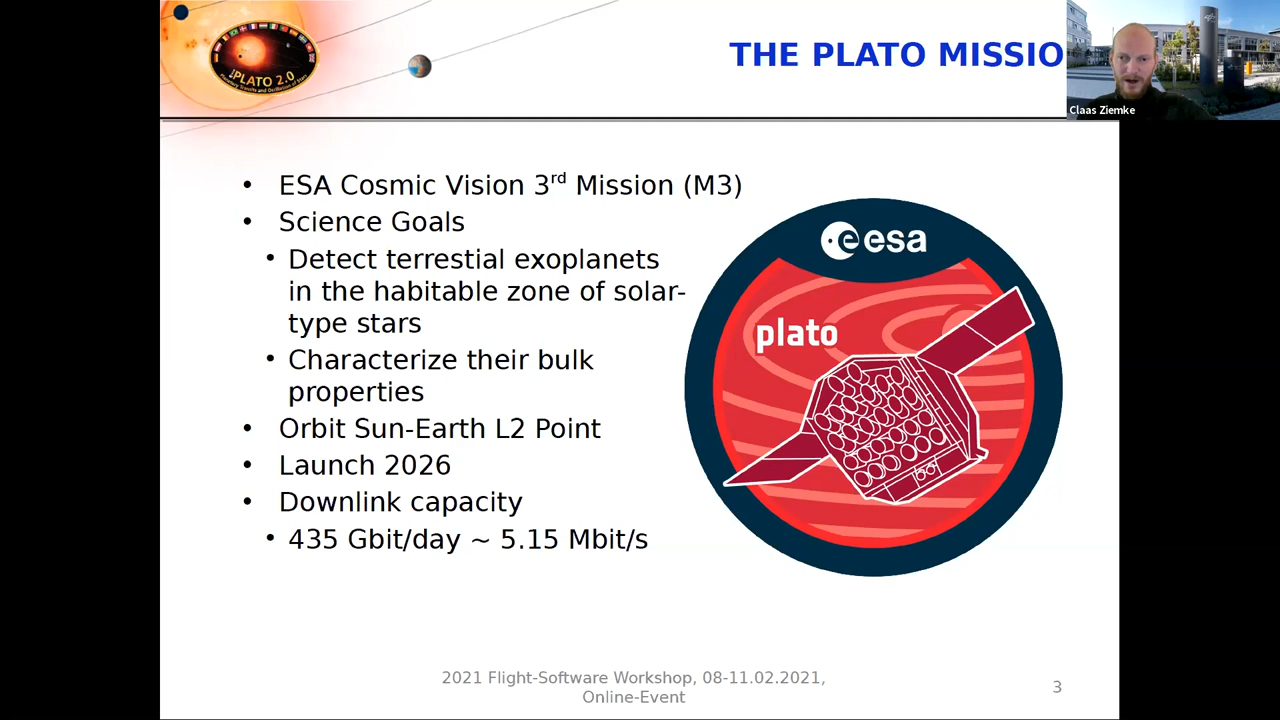 THE PLATO MISSIO
THE PLATO 2.0
Claas Ziemke
• ESA Cosmic Vision 3rd Mission (M3)
• Science Goals
• Detect terrestial exoplanets
in the habitable zone of solar-
type stars
• Characterize their bulk
properties
• Orbit Sun-Earth L2 Point
• Launch 2026
• Downlink capacity
• 435 Gbit/day ~ 5.15 Mbit/s
esa
plato
2021 Flight-Software Workshop, 08-11.02.2021,
Online-Event
3